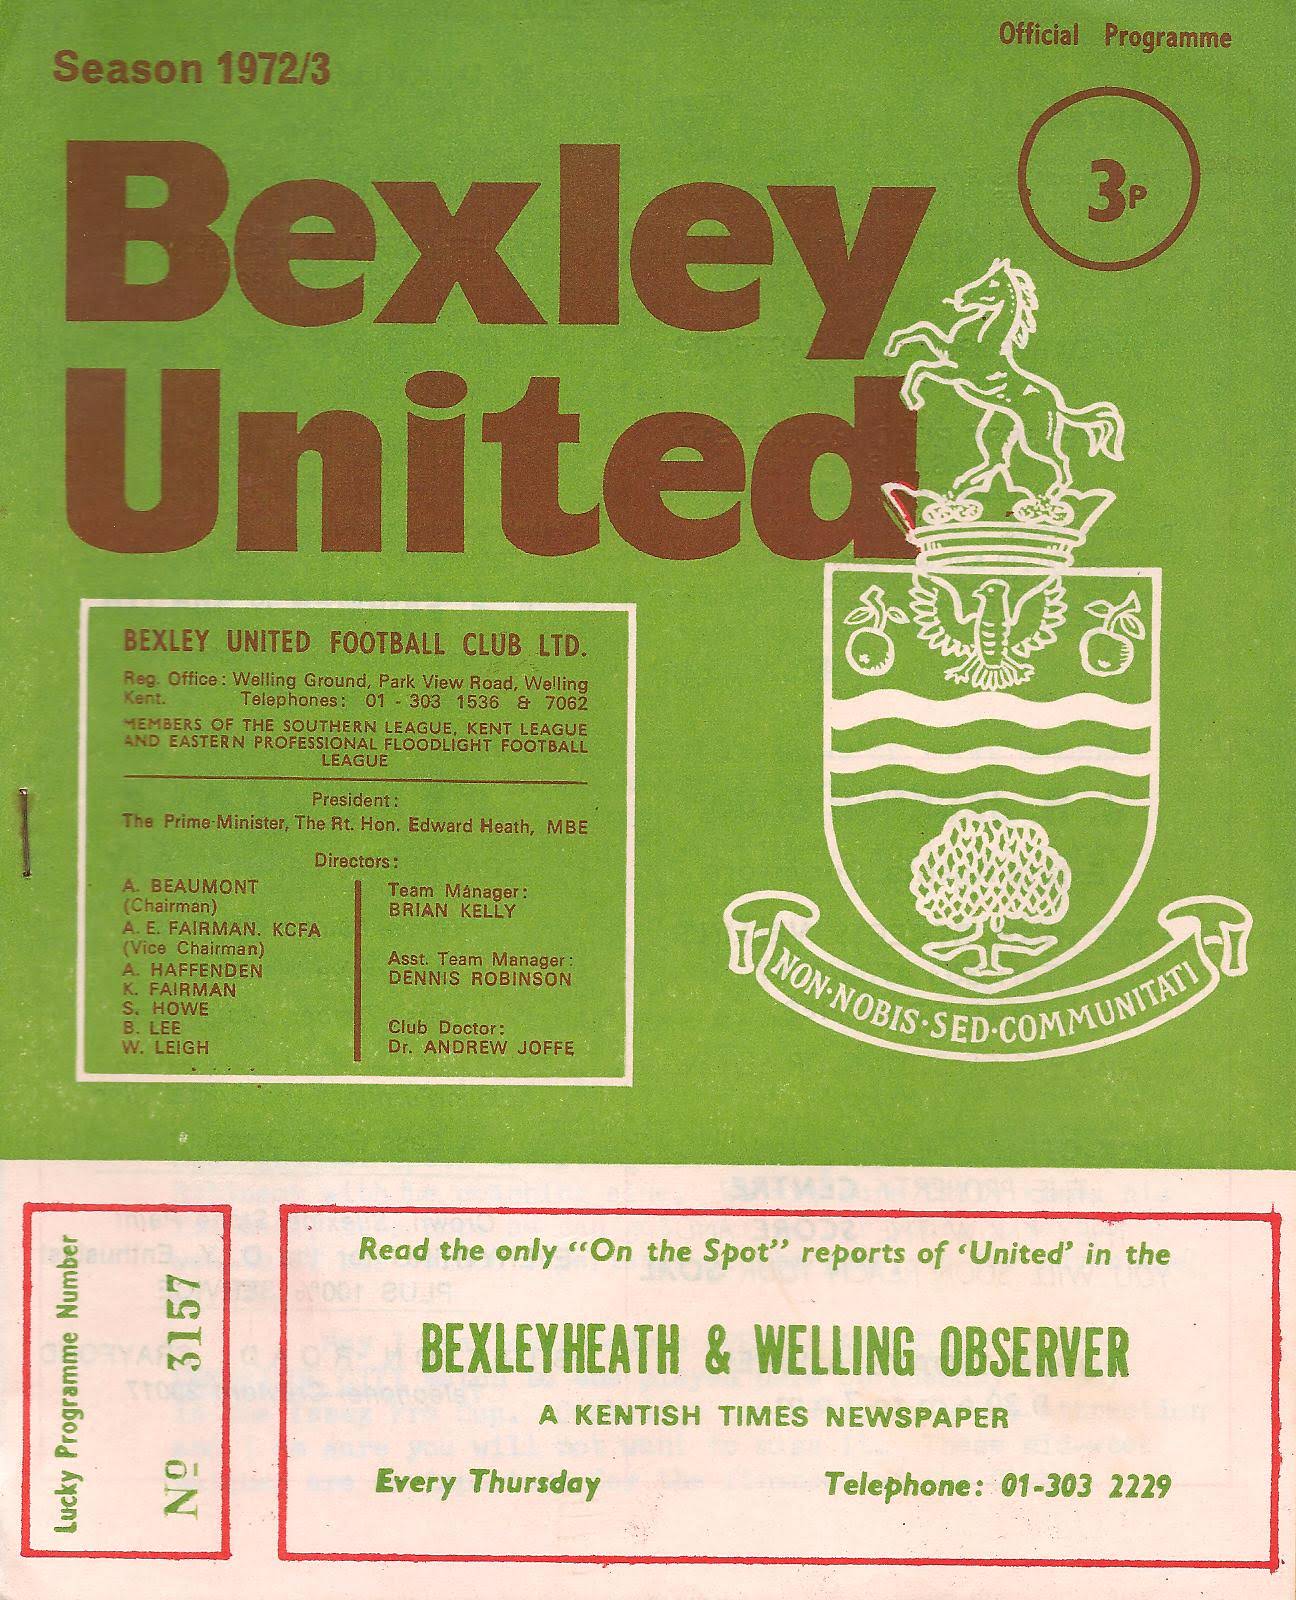 Official Programme
Season 1972/3
3P
Bexley
United
BEXLEY UNITED FOOTBALL CLUB LTD.
Reg. Office: Welling Ground, Park View Road, Welling
Kent. Telephones: 01 - 303 1536 & 7062
MEMBERS OF THE SOUTHERN LEAGUE, KENT LEAGUE
AND EASTERN PROFESSIONAL FLOODLIGHT FOOTBALL
LEAGUE
President:
The Prime Minister, The Rt. Hon. Edward Heath, MBE
Directors:
A. BEAUMONT
(Chairman)
A. E. FAIRMAN. KCFA
(Vice Chairman)
A. HAFFENDEN
K. FAIRMAN
S. HOWE
B. LEE
W. LEIGH
Team Manager:
BRIAN KELLY
Asst. Team Manager:
DENNIS ROBINSON
Club Doctor:
Dr. ANDREW JOFFE
NON·NOBIS·SED·COMMUNITATI
Lucky Programme Number
Nº 3157
Read the only "On the Spot" reports of 'United' in the
BEXLEYHEATH & WELLING OBSERVER
A KENTISH TIMES NEWSPAPER
Every Thursday Telephone: 01-303 2229